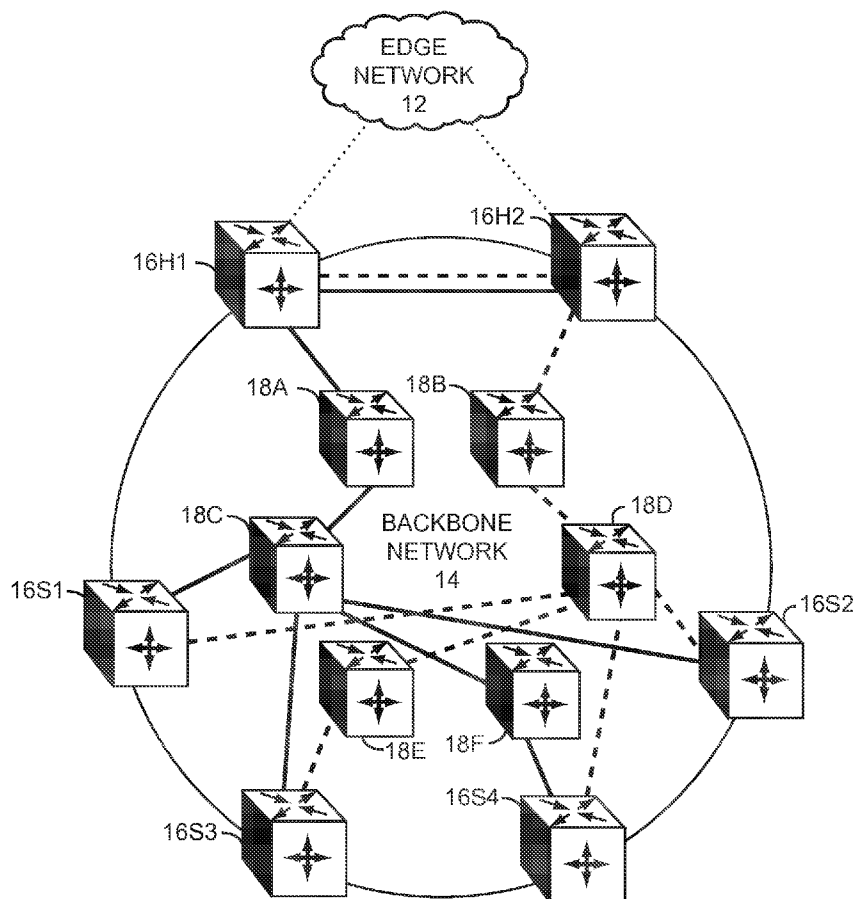 EDGE
NETWORK
12
16H2
16H1
18A
18B
18C
BACKBONE
NETWORK
14
18D
16S1
16S2
18E
18F
16S4
16S3